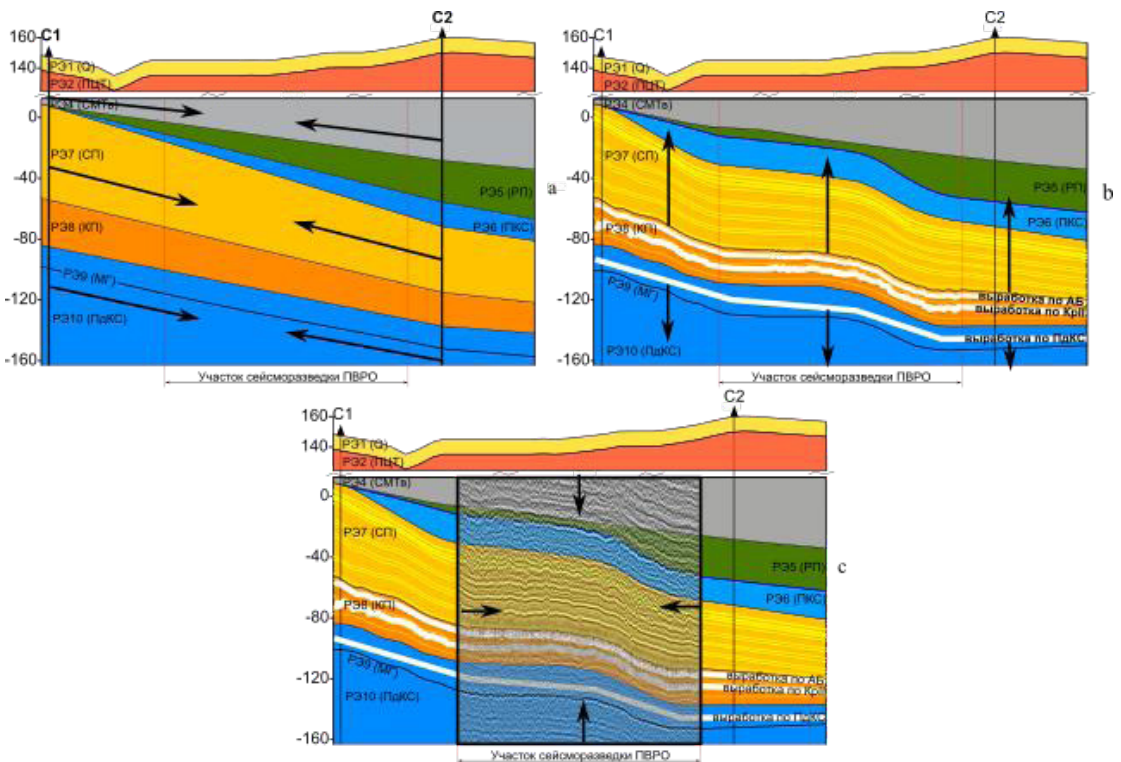 C1
C2
160
140
0
-40
-80
-120
-160
РЭ1 (Q)
РЭ2 (ПЦТ)
РЭ4 (СМТв)
РЭ7 (СП)
РЭ5 (РП)
РЭ6 (ПКС)
РЭ8 (КП)
РЭ9 (МГ)
РЭ10 (ПдКС)
Участок сейсморазведки ПВРО
a
C1
C2
160
140
0
-40
-80
-120
-160
РЭ1 (Q)
РЭ2 (ПЦТ)
РЭ4 (СМТв)
РЭ7 (СП)
РЭ5 (РП)
РЭ6 (ПКС)
РЭ8 (КП)
РЭ9 (МГ)
РЭ10 (ПдКС)
выработка по АБ
выработка по КрП
выработка по ПдКС
Участок сейсморазведки ПВРО
b
C1
C2
160
140
0
-40
-80
-120
-160
РЭ1 (Q)
РЭ2 (ПЦТ)
РЭ4 (СМТв)
РЭ7 (СП)
РЭ5 (РП)
РЭ6 (ПКС)
РЭ8 (КП)
РЭ9 (МГ)
РЭ10 (ПдКС)
выработка по АБ
выработка по КрП
выработка по ПдКС
Участок сейсморазведки ПВРО
c